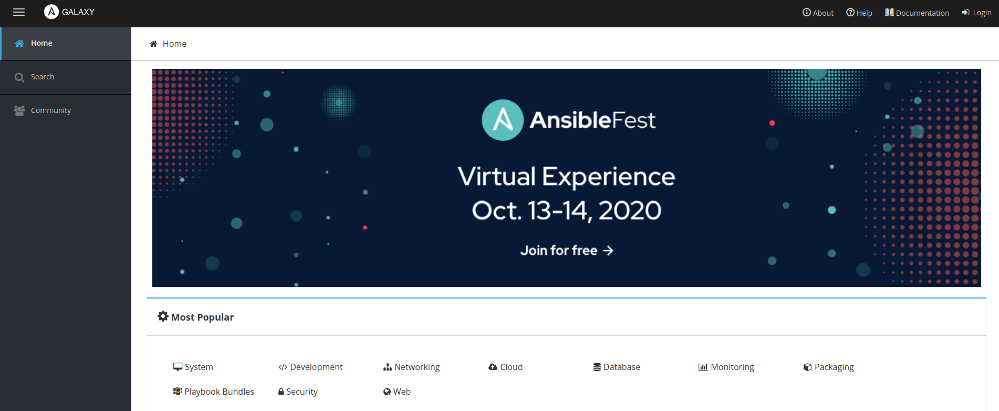 GALAXY
About Help Documentation Login
Home
Search
Community
Home
AnsibleFest
Virtual Experience
Oct. 13-14, 2020
Join for free →
Most Popular
System Development Networking Cloud Database Monitoring Packaging
Playbook Bundles Security Web